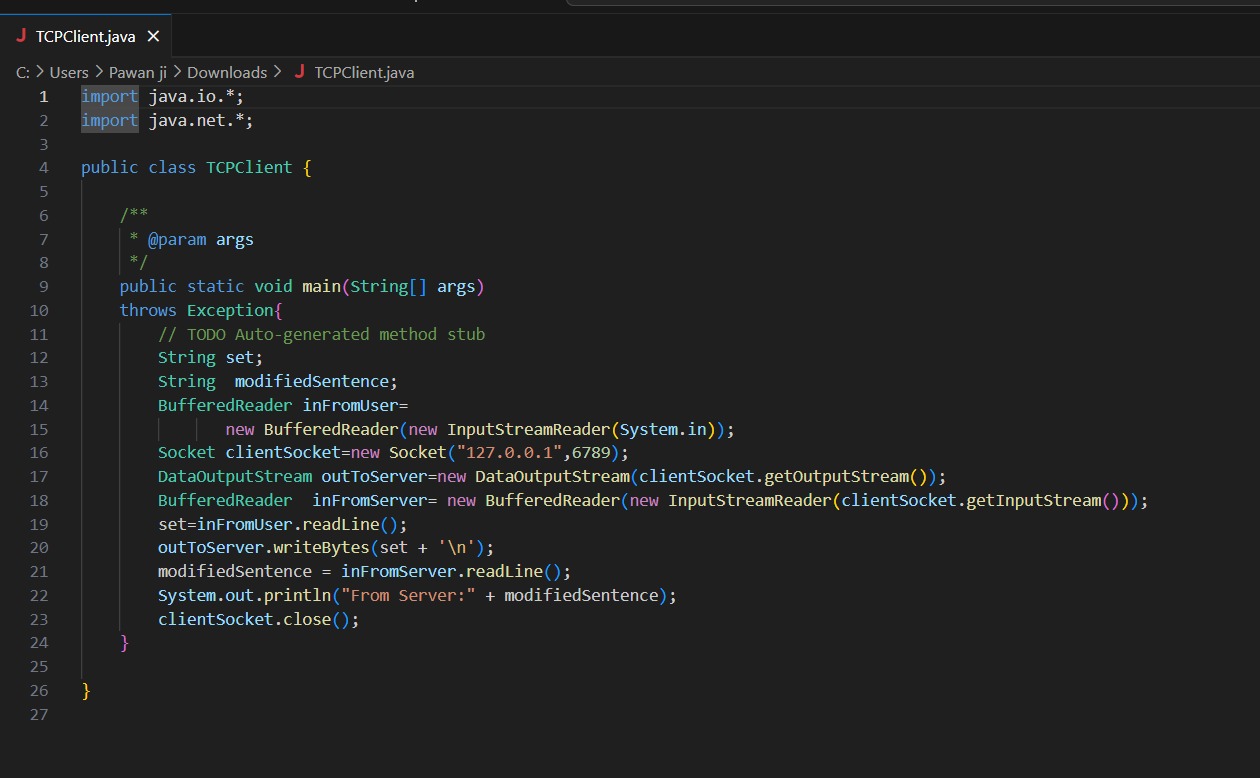 TCPClient.java
C: > Users > Pawan ji > Downloads > TCPClient.java
1 import java.io.*;
2 import java.net.*;
3
4 public class TCPClient {
5
6     /**
7      * @param args
8      */
9     public static void main(String[] args)
10     throws Exception{
11         // TODO Auto-generated method stub
12         String set;
13         String  modifiedSentence;
14         BufferedReader inFromUser=
15                new BufferedReader(new InputStreamReader(System.in));
16         Socket clientSocket=new Socket("127.0.0.1",6789);
17         DataOutputStream outToServer=new DataOutputStream(clientSocket.getOutputStream());
18         BufferedReader  inFromServer= new BufferedReader(new InputStreamReader(clientSocket.getInputStream()));
19         set=inFromUser.readLine();
20         outToServer.writeBytes(set + '\n');
21         modifiedSentence = inFromServer.readLine();
22         System.out.println("From Server:" + modifiedSentence);
23         clientSocket.close();
24     }
25
26 }
27